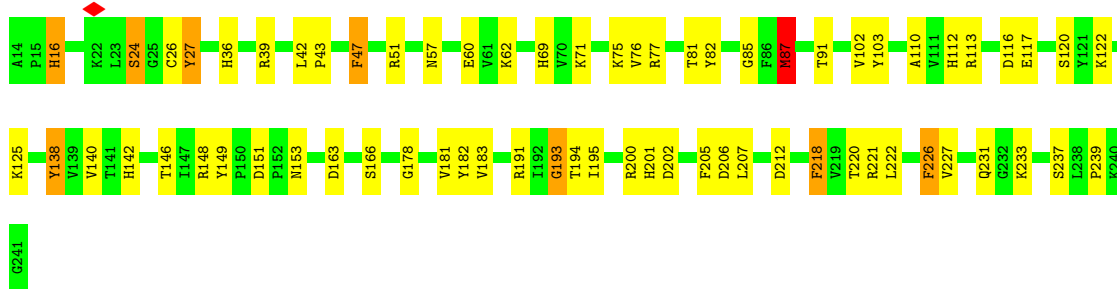 A14 P15 H16 K22 L23 S24 G25 C26 Y27 H36 R39 L42 P43 F47 R51 N57 E60 V61 K62 H69 V70 K71 K75 V76 R77 T81 Y82 G85 F86 M87 T91 V102 Y103 A110 V111 H112 R113 D116 E117 S120 Y121 K122
K125 Y138 V139 V140 T141 H142 T146 I147 R148 Y149 P150 D151 P152 N153 D163 S166 G178 V181 Y182 V183 R191 I192 G193 T194 I195 R200 H201 D202 F205 D206 L207 D212 F218 V219 T220 R221 L222 F226 V227 Q231 G232 K233 S237 L238 P239 K240
G241